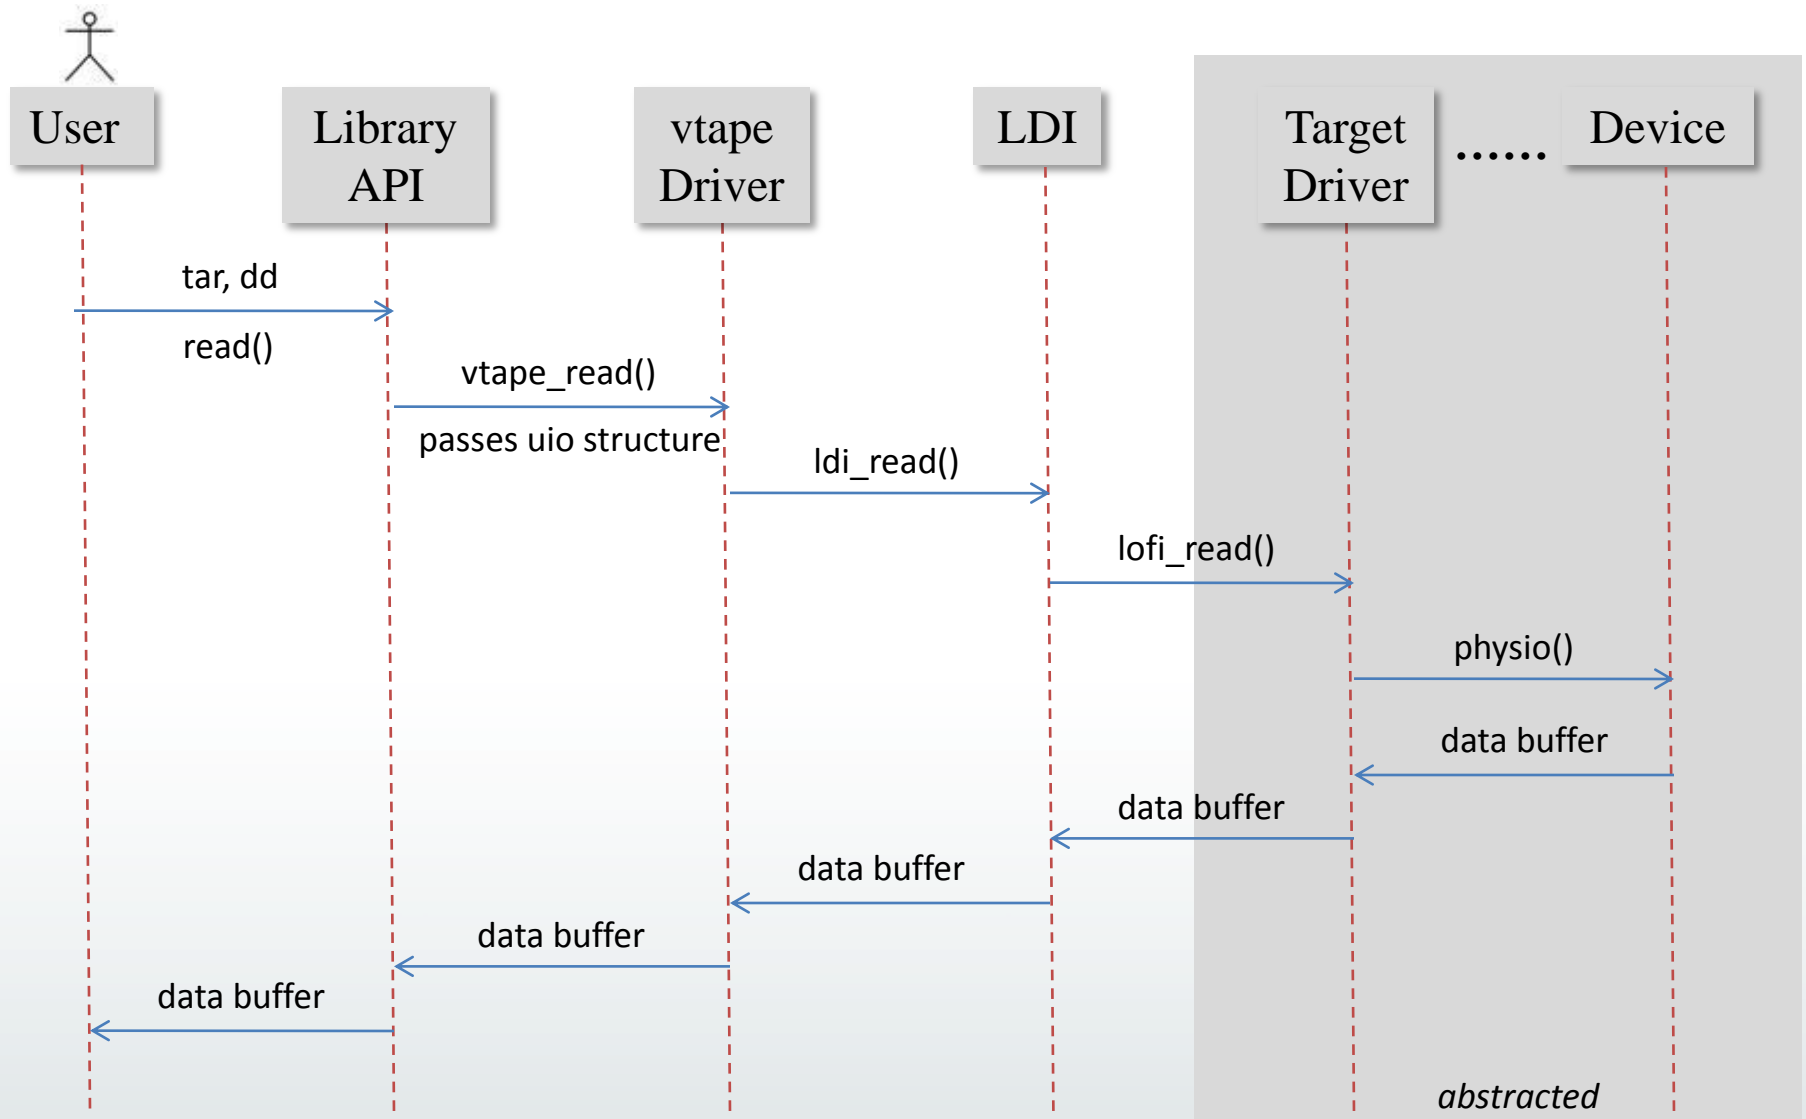 User
Library
API
vtape
Driver
LDI
Target
Driver
......
Device
tar, dd
read()
vtape_read()
passes uio structure
ldi_read()
lofi_read()
physio()
data buffer
data buffer
data buffer
data buffer
data buffer
abstracted